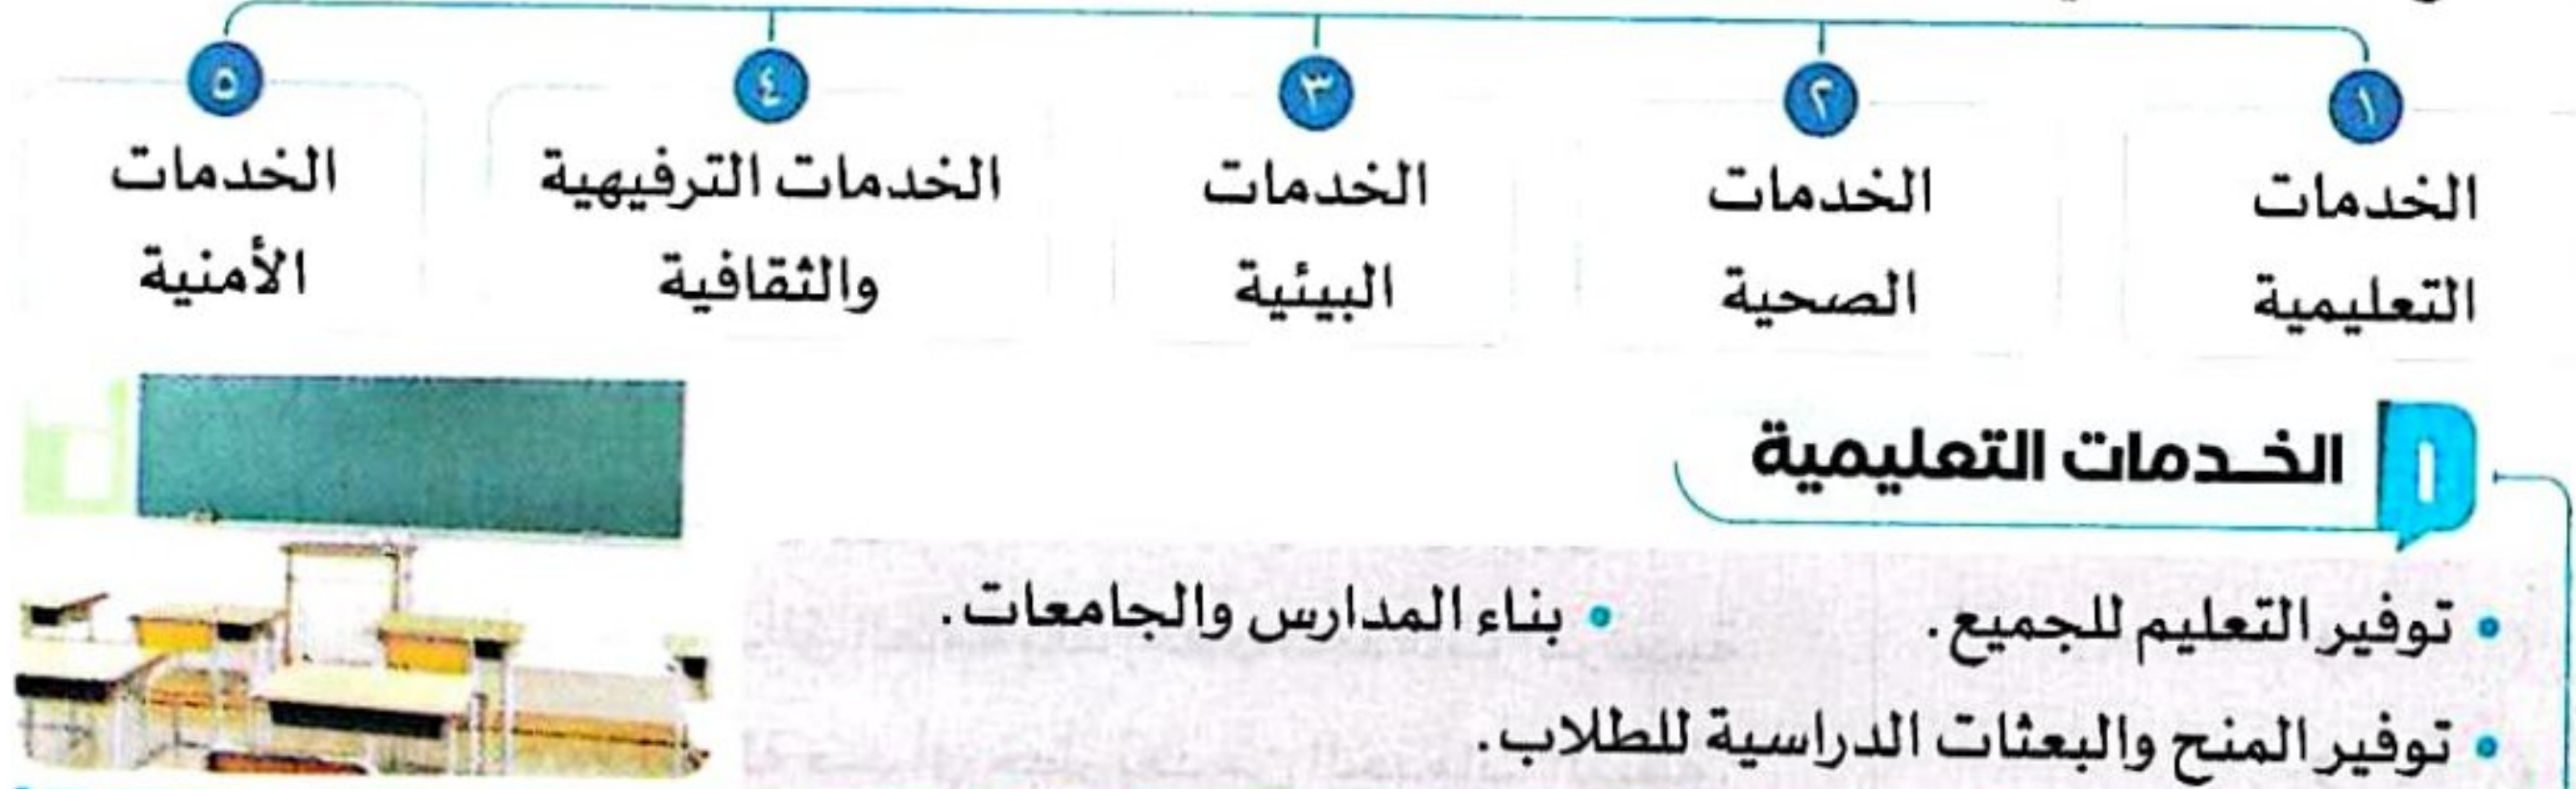 ١ ٢ ٣ ٤ ٥
الخدمات الخدمات الخدمات الخدمات الترفيهية الخدمات
التعليمية الصحية البيئية والثقافية الأمنية
١ الخدمات التعليمية
• توفير التعليم للجميع. • بناء المدارس والجامعات.
• توفير المنح والبعثات الدراسية للطلاب.